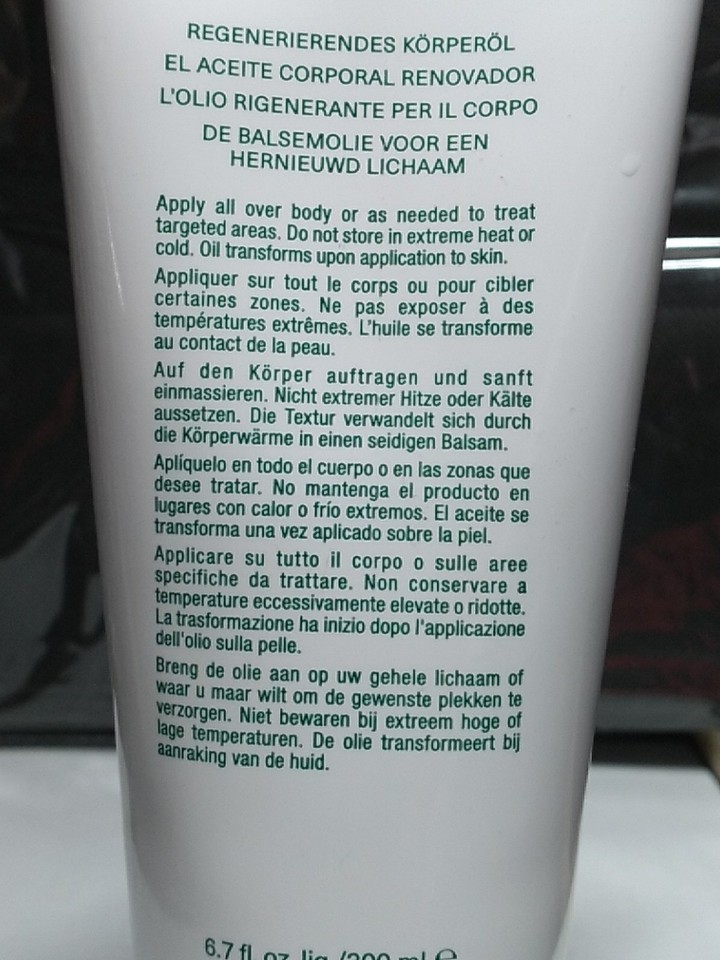 REGENERIERENDES KÖRPERÖL
EL ACEITE CORPORAL RENOVADOR
L'OLIO RIGENERANTE PER IL CORPO
DE BALSEMOLIE VOOR EEN
HERNIEUWD LICHAAM
Apply all over body or as needed to treat
targeted areas. Do not store in extreme heat or
cold. Oil transforms upon application to skin.
Appliquer sur tout le corps ou pour cibler
certaines zones. Ne pas exposer à des
températures extrêmes. L'huile se transforme
au contact de la peau.
Auf den Körper auftragen und sanft
einmassieren. Nicht extremer Hitze oder Kälte
aussetzen. Die Textur verwandelt sich durch
die Körperwärme in einen seidigen Balsam.
Aplíquelo en todo el cuerpo o en las zonas que
desee tratar. No mantenga el producto en
lugares con calor o frío extremos. El aceite se
transforma una vez aplicado sobre la piel.
Applicare su tutto il corpo o sulle aree
specifiche da trattare. Non conservare a
temperature eccessivamente elevate o ridotte.
La trasformazione ha inizio dopo l'applicazione
dell'olio sulla pelle.
Breng de olie aan op uw gehele lichaam of
waar u maar wilt om de gewenste plekken te
verzorgen. Niet bewaren bij extreem hoge of
lage temperaturen. De olie transformeert bij
aanraking van de huid.
6.7 fl. oz. liq./200 ml ℮